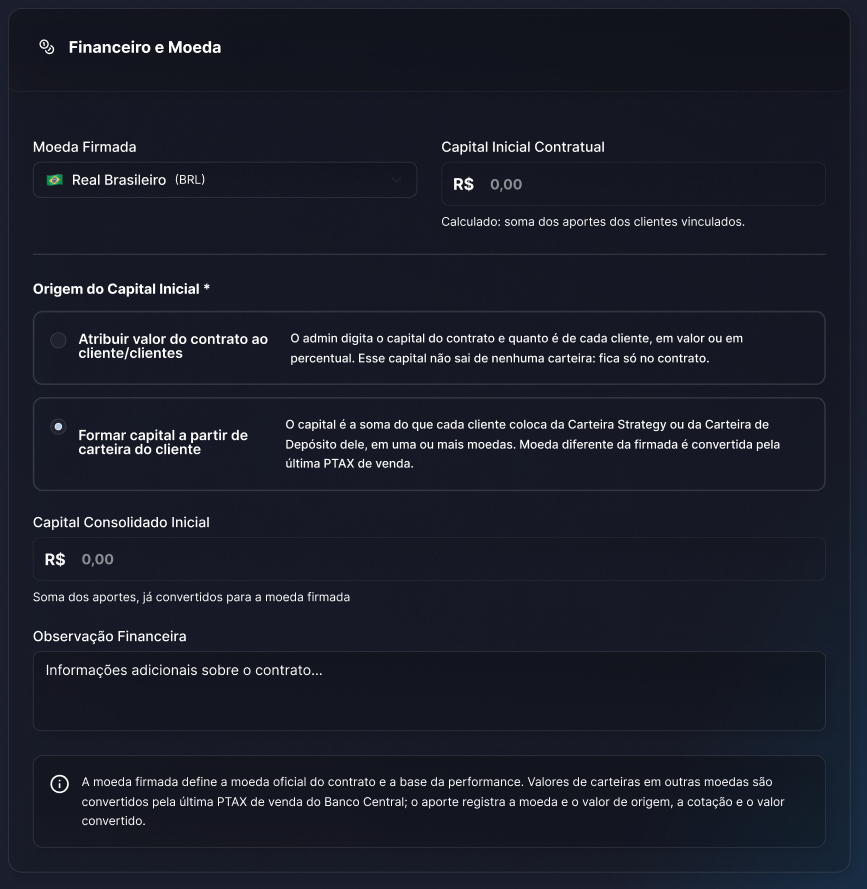 Financeiro e Moeda
Moeda Firmada
Real Brasileiro (BRL)
Capital Inicial Contratual
R$ 0,00
Calculado: soma dos aportes dos clientes vinculados.
Origem do Capital Inicial *
Atribuir valor do contrato ao
cliente/clientes
O admin digita o capital do contrato e quanto é de cada cliente, em valor ou em
percentual. Esse capital não sai de nenhuma carteira: fica só no contrato.
Formar capital a partir de
carteira do cliente
O capital é a soma do que cada cliente coloca da Carteira Strategy ou da Carteira de
Depósito dele, em uma ou mais moedas. Moeda diferente da firmada é convertida pela
última PTAX de venda.
Capital Consolidado Inicial
R$ 0,00
Soma dos aportes, já convertidos para a moeda firmada
Observação Financeira
Informações adicionais sobre o contrato...
A moeda firmada define a moeda oficial do contrato e a base da performance. Valores de carteiras em outras moedas são
convertidos pela última PTAX de venda do Banco Central; o aporte registra a moeda e o valor de origem, a cotação e o valor
convertido.